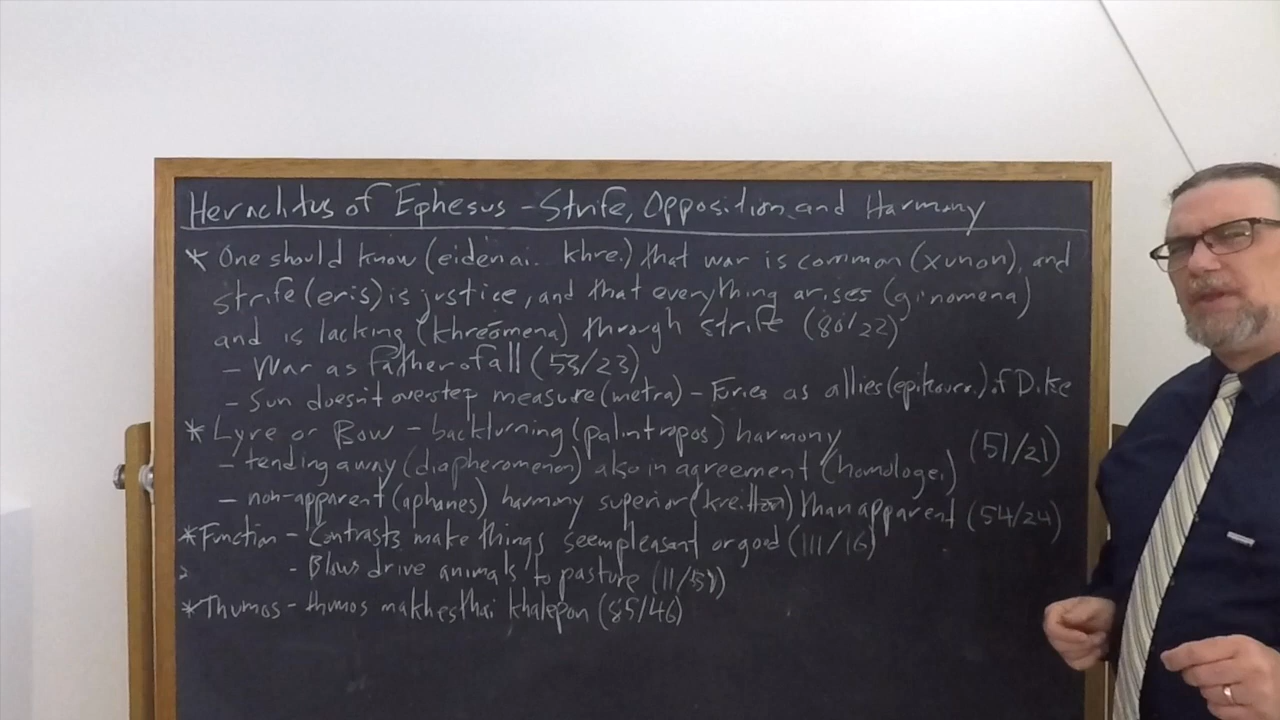 Heraclitus of Ephesus - Strife, Opposition, and Harmony
* One should know (eidenai.. khre.) that war is common (xunon), and
strife (eris) is justice, and that everything arises (ginomena)
and is lacking (khreōmena) through strife (80/22)
- War as father of all (53/23)
- Sun doesn't overstep measure (metra) - Furies as allies of Dike
* Lyre or Bow - backturning (palintropos) harmony (51/21)
- tending away (diapheromenon) also in agreement (homologei)
- non-apparent (aphanes) harmony superior (kreitton) than apparent (54/24)
* Function - Contrasts make things seem pleasant or good (111/16)
- Blows drive animals to pasture
* Thumos - thumos makhesthai khalepon (85/46)